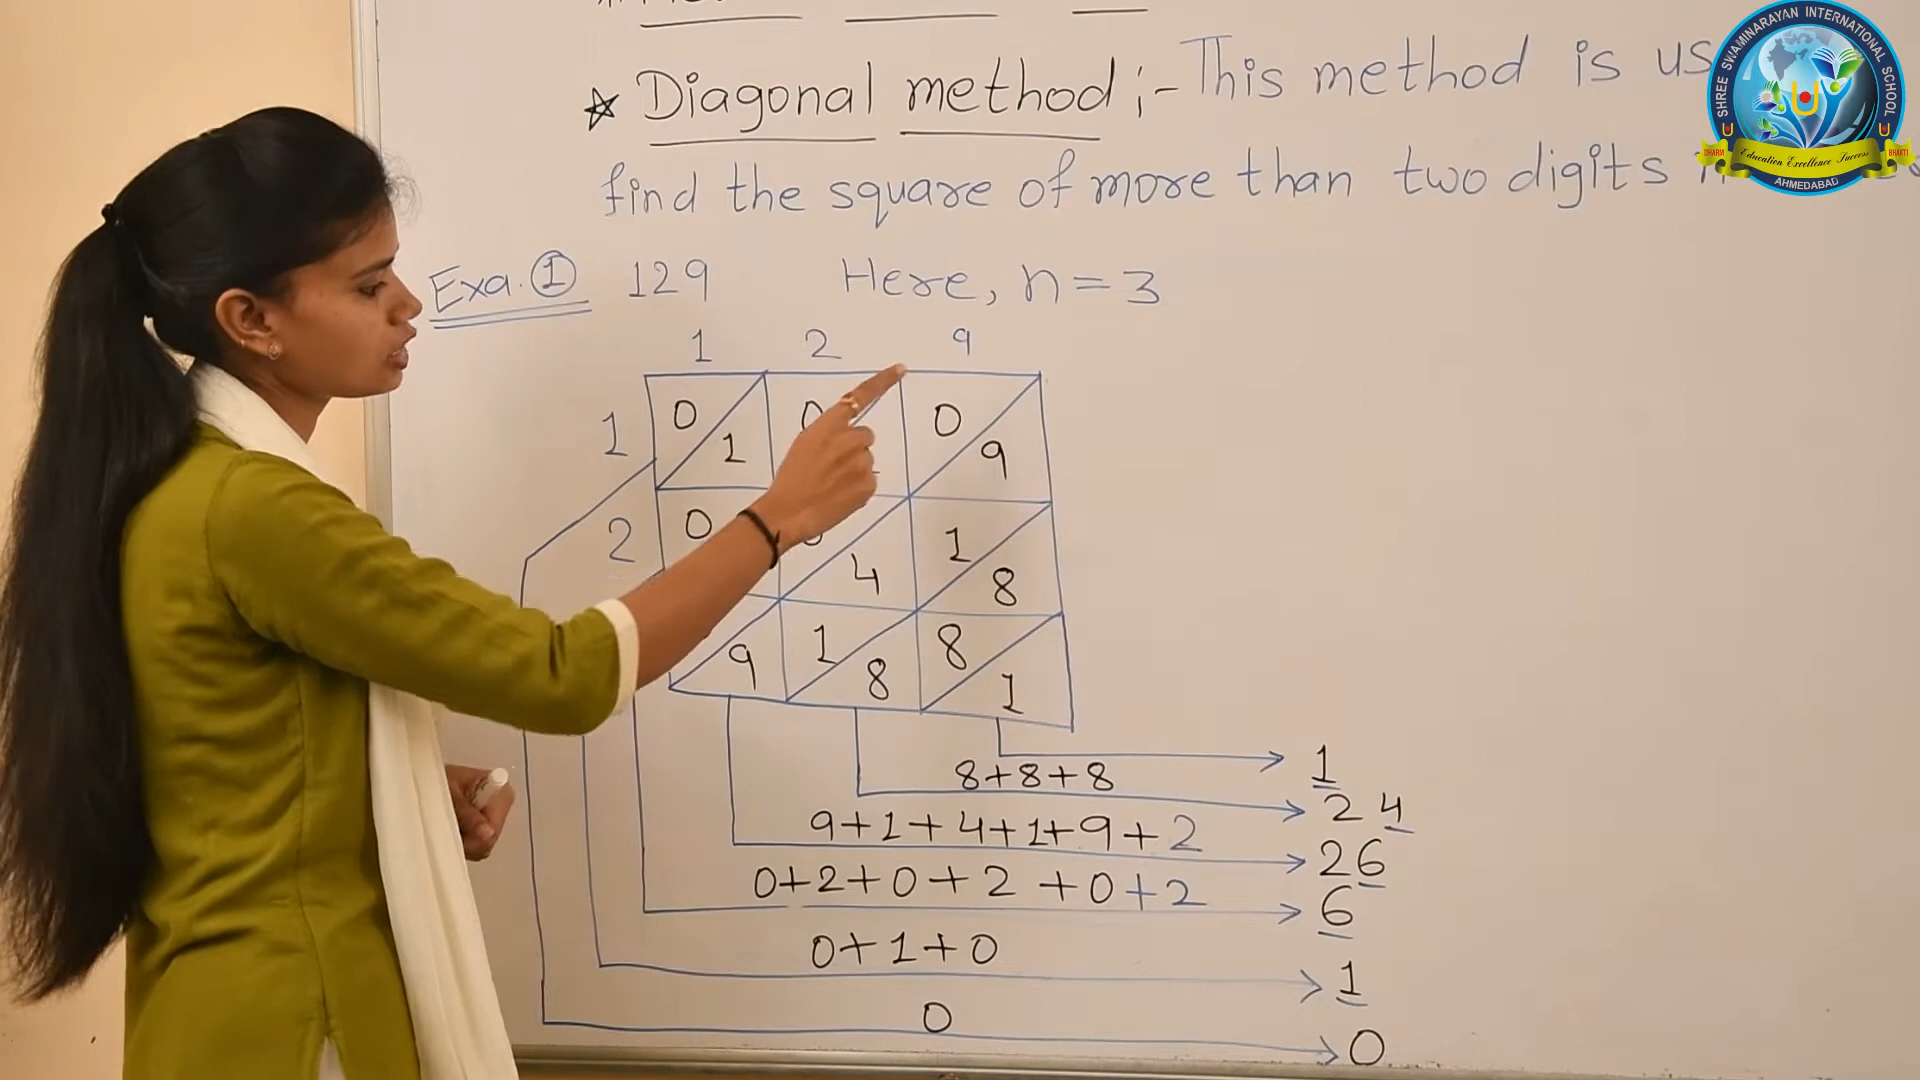 ☆ Diagonal method ;- This method is us
find the square of more than two digits
Exa. ① 129 Here, n = 3
1 2 9
1 0 1 0 0 9
2 0 4 1 8
9 1 8 8 1
1
8+8+8 24
9+1+4+1+9+2 26
0+2+0+2+0+2 6
0+1+0 1
0 0
SHREE SWAMINARAYAN INTERNATIONAL SCHOOL
DHARM Education Excellence Success BHAKTI
AHMEDABAD